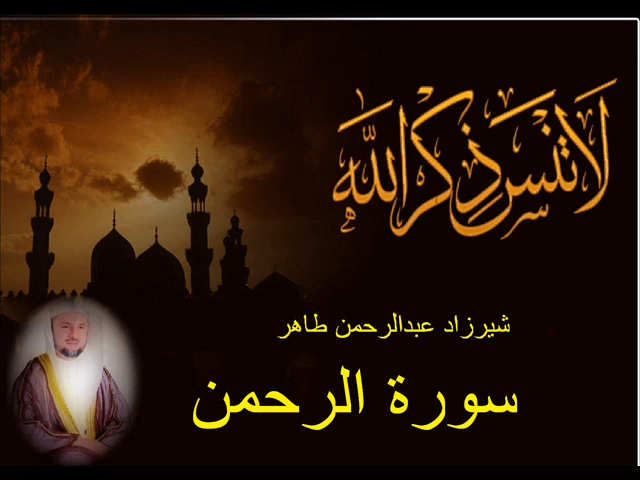 لا تنس ذكر الله
شيرزاد عبدالرحمن طاهر
سورة الرحمن